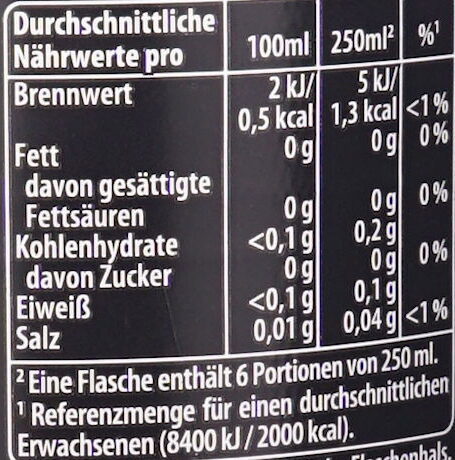 Durchschnittliche
Nährwerte pro 100ml 250ml² %¹
Brennwert 2 kJ/ 5 kJ/
0,5 kcal 1,3 kcal <1 %
Fett 0 g 0 g 0 %
davon gesättigte
Fettsäuren 0 g 0 g 0 %
Kohlenhydrate <0,1 g 0,2 g
davon Zucker 0 g 0 g 0 %
Eiweiß <0,1 g 0,1 g
Salz 0,01 g 0,04 g <1 %
² Eine Flasche enthält 6 Portionen von 250 ml.
¹ Referenzmenge für einen durchschnittlichen
Erwachsenen (8400 kJ / 2000 kcal).